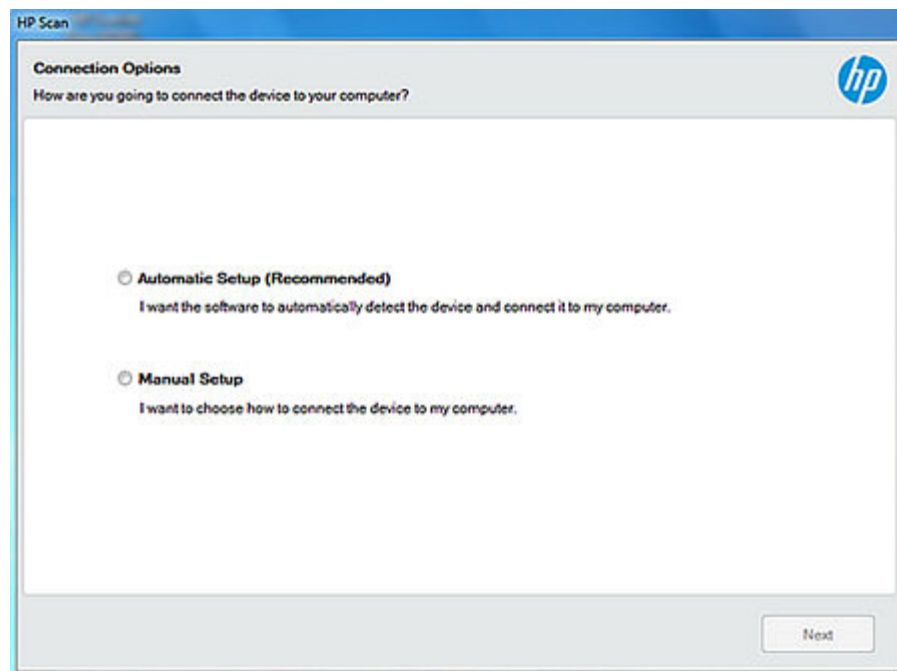 HP Scan
Connection Options
How are you going to connect the device to your computer?
hp
Automatic Setup (Recommended)
I want the software to automatically detect the device and connect it to my computer.
Manual Setup
I want to choose how to connect the device to my computer.
Next